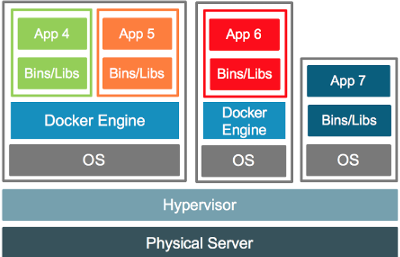 App 4
App 5
Bins/Libs
Bins/Libs
Docker Engine
OS
App 6
Bins/Libs
Docker
Engine
OS
App 7
Bins/Libs
OS
Hypervisor
Physical Server